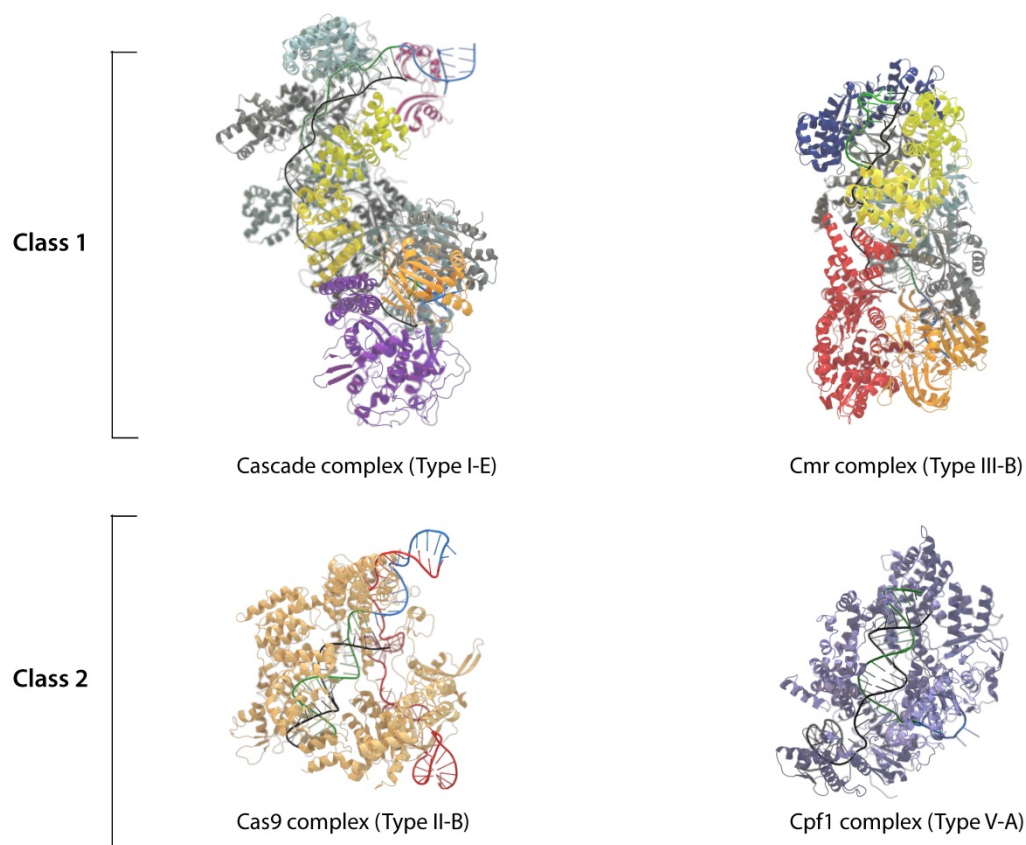 Class 1
Cascade complex (Type I-E)
Cmr complex (Type III-B)
Class 2
Cas9 complex (Type II-B)
Cpf1 complex (Type V-A)